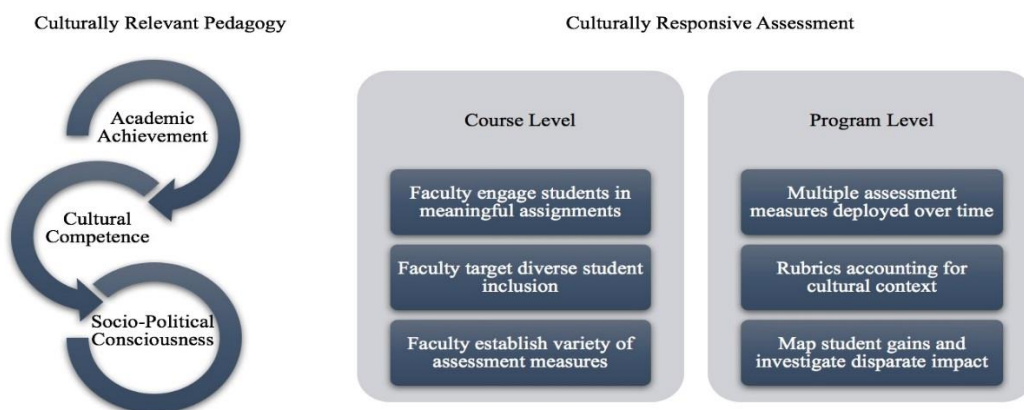 Culturally Relevant Pedagogy
Academic
Achievement
Cultural
Competence
Socio-Political
Consciousness
Culturally Responsive Assessment
Course Level
Faculty engage students in
meaningful assignments
Faculty target diverse student
inclusion
Faculty establish variety of
assessment measures
Program Level
Multiple assessment
measures deployed over time
Rubrics accounting for
cultural context
Map student gains and
investigate disparate impact